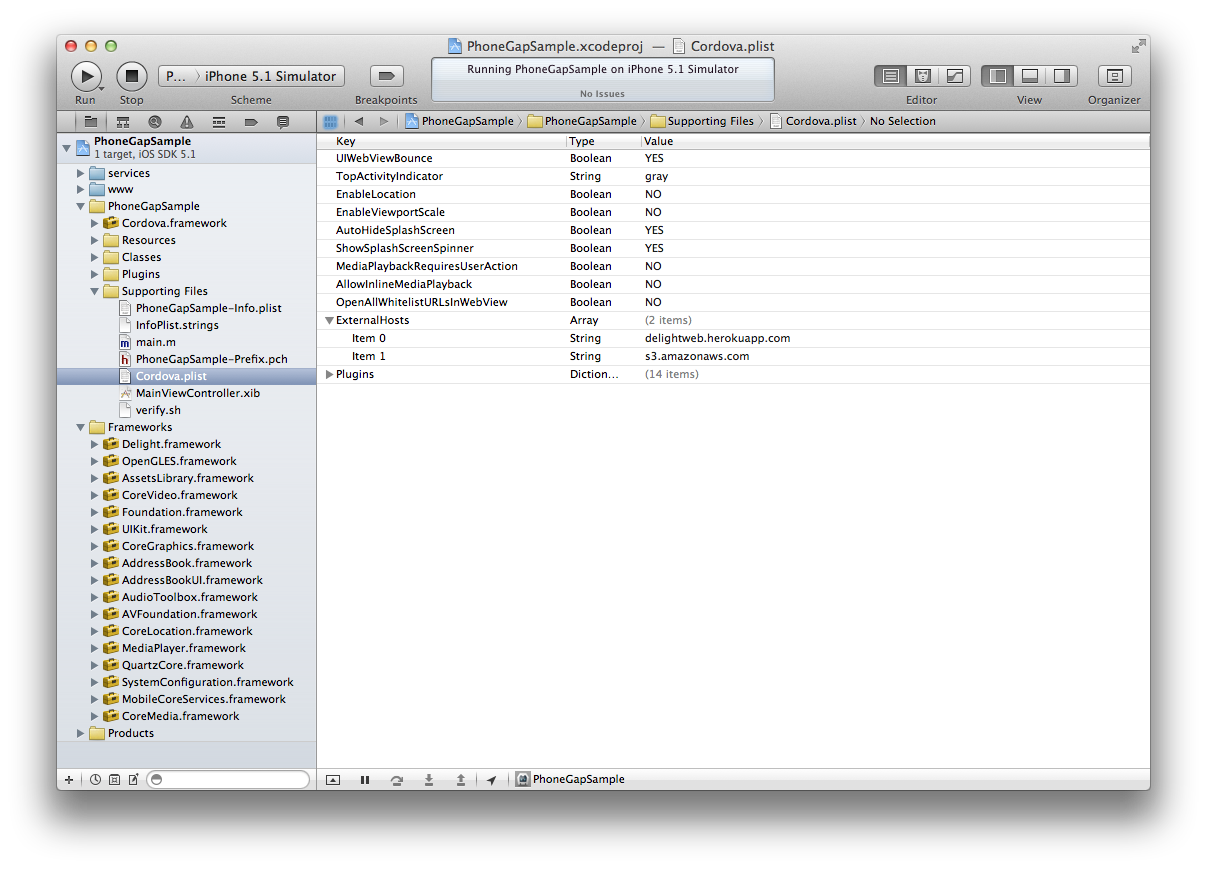 PhoneGapSample.xcodeproj — Cordova.plist
Run Stop P... iPhone 5.1 Simulator Scheme Breakpoints
Running PhoneGapSample on iPhone 5.1 Simulator
No Issues
Editor View Organizer
PhoneGapSample PhoneGapSample Supporting Files Cordova.plist No Selection
PhoneGapSample
1 target, iOS SDK 5.1
services
www
PhoneGapSample
Cordova.framework
Resources
Classes
Plugins
Supporting Files
PhoneGapSample-Info.plist
InfoPlist.strings
m main.m
h PhoneGapSample-Prefix.pch
Cordova.plist
MainViewController.xib
verify.sh
Frameworks
Delight.framework
OpenGLES.framework
AssetsLibrary.framework
CoreVideo.framework
Foundation.framework
UIKit.framework
CoreGraphics.framework
AddressBook.framework
AddressBookUI.framework
AudioToolbox.framework
AVFoundation.framework
CoreLocation.framework
MediaPlayer.framework
QuartzCore.framework
SystemConfiguration.framework
MobileCoreServices.framework
CoreMedia.framework
Products
Key Type Value
UIWebViewBounce Boolean YES
TopActivityIndicator String gray
EnableLocation Boolean NO
EnableViewportScale Boolean NO
AutoHideSplashScreen Boolean YES
ShowSplashScreenSpinner Boolean YES
MediaPlaybackRequiresUserAction Boolean NO
AllowInlineMediaPlayback Boolean NO
OpenAllWhitelistURLsInWebView Boolean NO
ExternalHosts Array (2 items)
Item 0 String delightweb.herokuapp.com
Item 1 String s3.amazonaws.com
Plugins Diction... (14 items)
PhoneGapSample